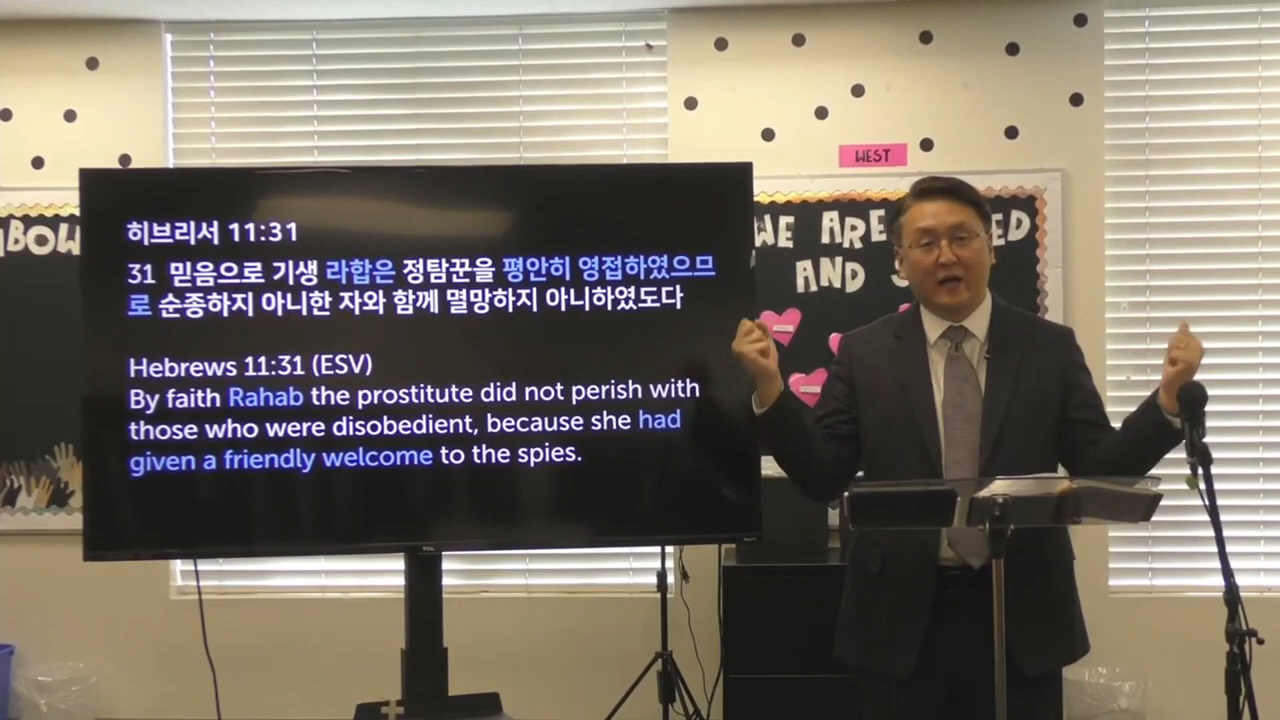 WEST
BOW
WE ARE ED
AND S
히브리서 11:31
31 믿음으로 기생 라합은 정탐꾼을 평안히 영접하였으므
로 순종하지 아니한 자와 함께 멸망하지 아니하였도다
Hebrews 11:31 (ESV)
By faith Rahab the prostitute did not perish with
those who were disobedient, because she had
given a friendly welcome to the spies.
TCL